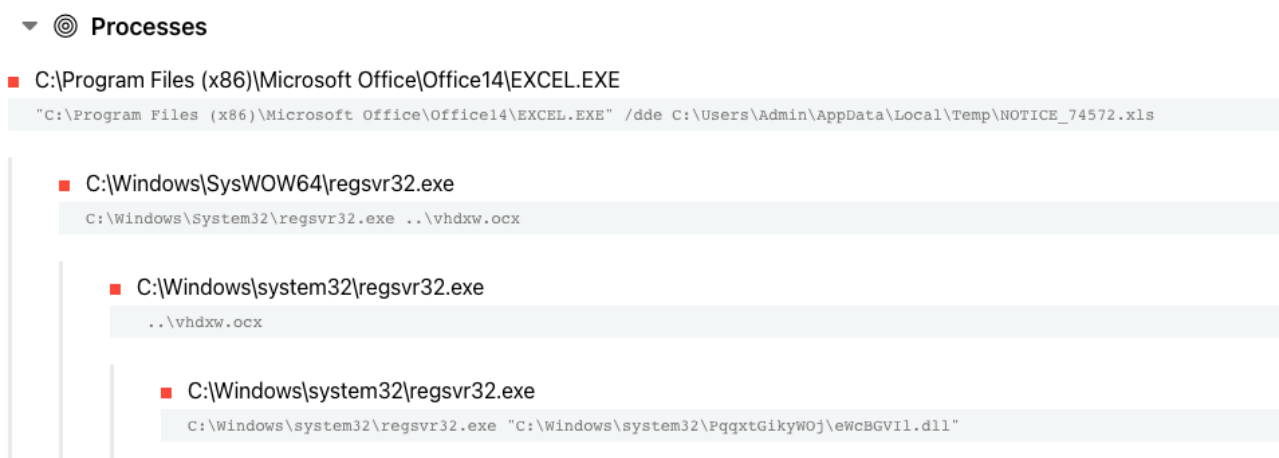 Processes
C:\Program Files (x86)\Microsoft Office\Office14\EXCEL.EXE
"C:\Program Files (x86)\Microsoft Office\Office14\EXCEL.EXE" /dde C:\Users\Admin\AppData\Local\Temp\NOTICE_74572.xls
C:\Windows\SysWOW64\regsvr32.exe
C:\Windows\System32\regsvr32.exe ..\vhdxw.ocx
C:\Windows\system32\regsvr32.exe
..\vhdxw.ocx
C:\Windows\system32\regsvr32.exe
C:\Windows\system32\regsvr32.exe "C:\Windows\system32\PqqxtGikyWOj\eWcBGVIl.dll"